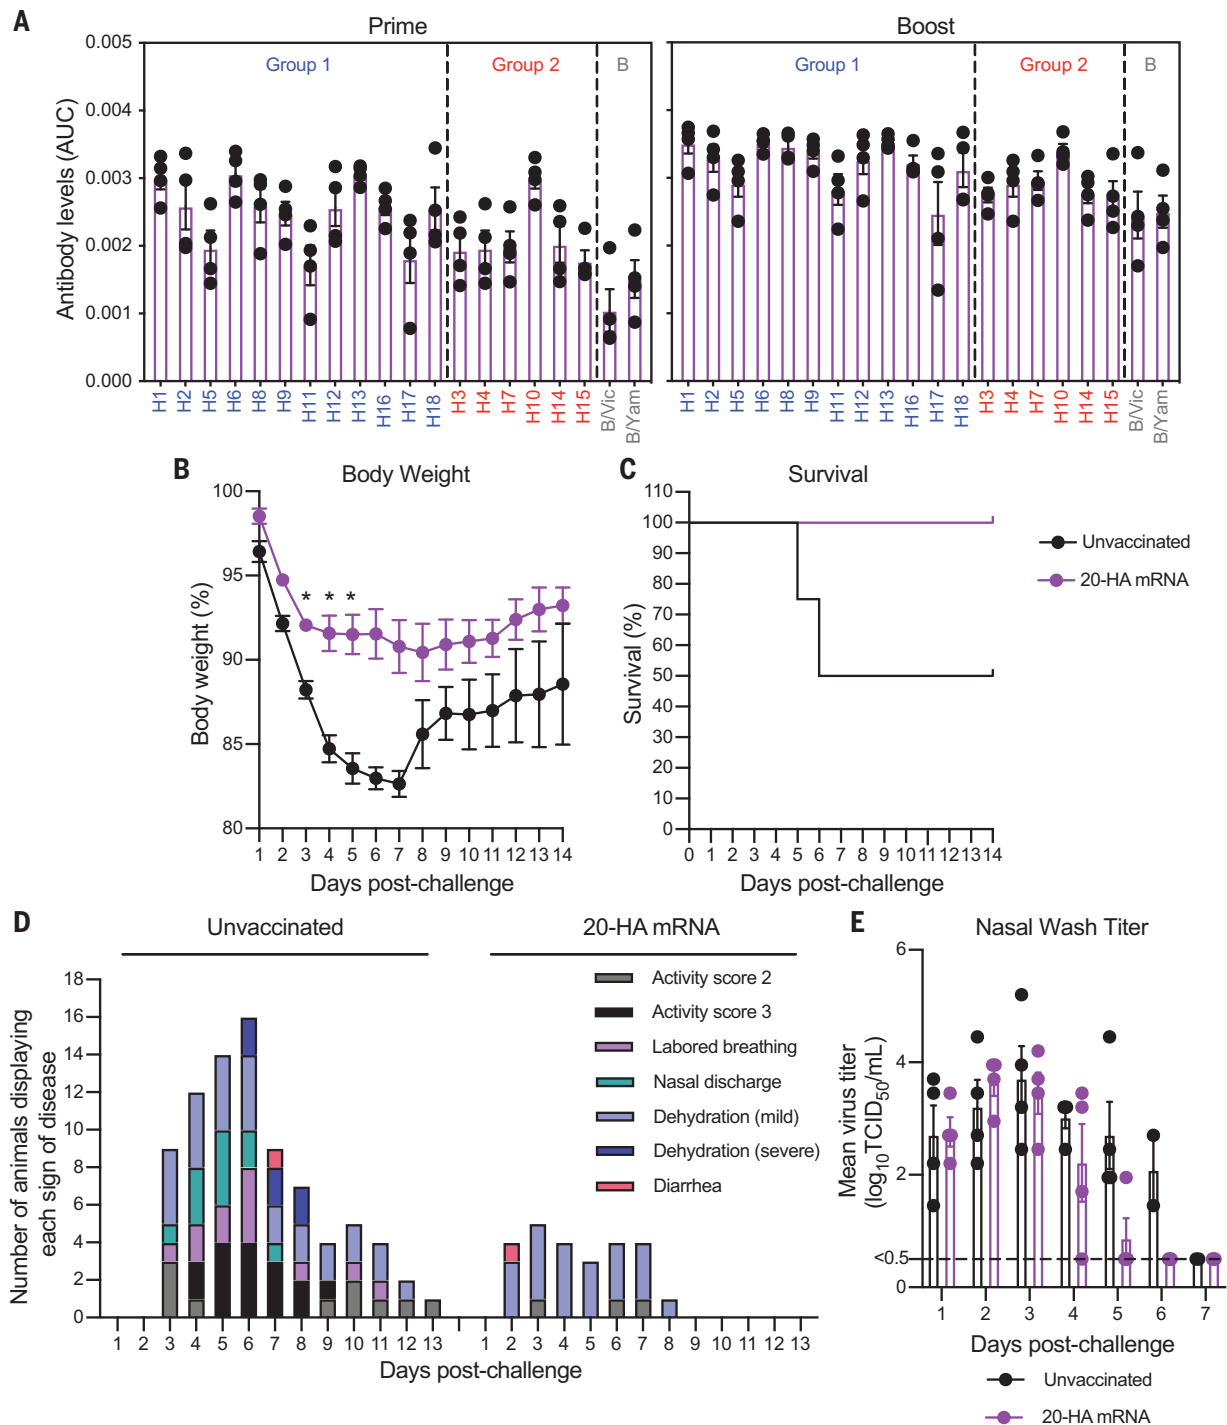 A
Prime
Boost
Antibody levels (AUC)
0.005
0.004
0.003
0.002
0.001
0.000
Group 1
Group 2
B
Group 1
Group 2
B
H1
H2
H5
H6
H8
H9
H11
H12
H13
H16
H17
H18
H3
H4
H7
H10
H14
H15
B/Vic
B/Yam
H1
H2
H5
H6
H8
H9
H11
H12
H13
H16
H17
H18
H3
H4
H7
H10
H14
H15
B/Vic
B/Yam
B
Body Weight
Body weight (%)
100
95
90
85
80
* * *
1 2 3 4 5 6 7 8 9 10 11 12 13 14
Days post-challenge
C
Survival
Survival (%)
110
100
90
80
70
60
50
40
30
20
10
0
0 1 2 3 4 5 6 7 8 9 10 11 12 13 14
Days post-challenge
Unvaccinated
20-HA mRNA
D
Unvaccinated
20-HA mRNA
Number of animals displaying
each sign of disease
18
16
14
12
10
8
6
4
2
0
Activity score 2
Activity score 3
Labored breathing
Nasal discharge
Dehydration (mild)
Dehydration (severe)
Diarrhea
1 2 3 4 5 6 7 8 9 10 11 12 13
1 2 3 4 5 6 7 8 9 10 11 12 13
Days post-challenge
E
Nasal Wash Titer
Mean virus titer
(log10TCID50/mL)
6
4
2
<0.5
0
1 2 3 4 5 6 7
Days post-challenge
Unvaccinated
20-HA mRNA